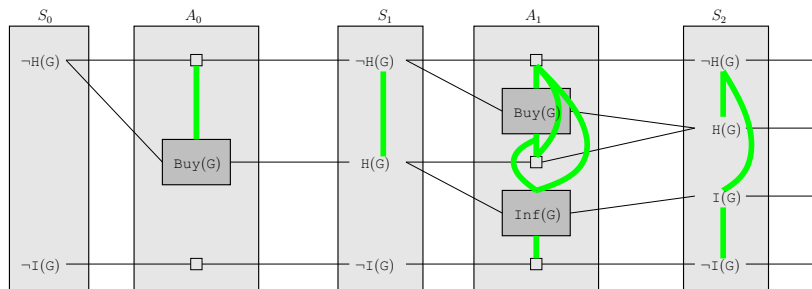 S0 A0 S1 A1 S2
¬H(G) ¬H(G) ¬H(G)
Buy(G)
H(G)
Buy(G) H(G)
I(G)
Inf(G)
¬I(G) ¬I(G) ¬I(G)